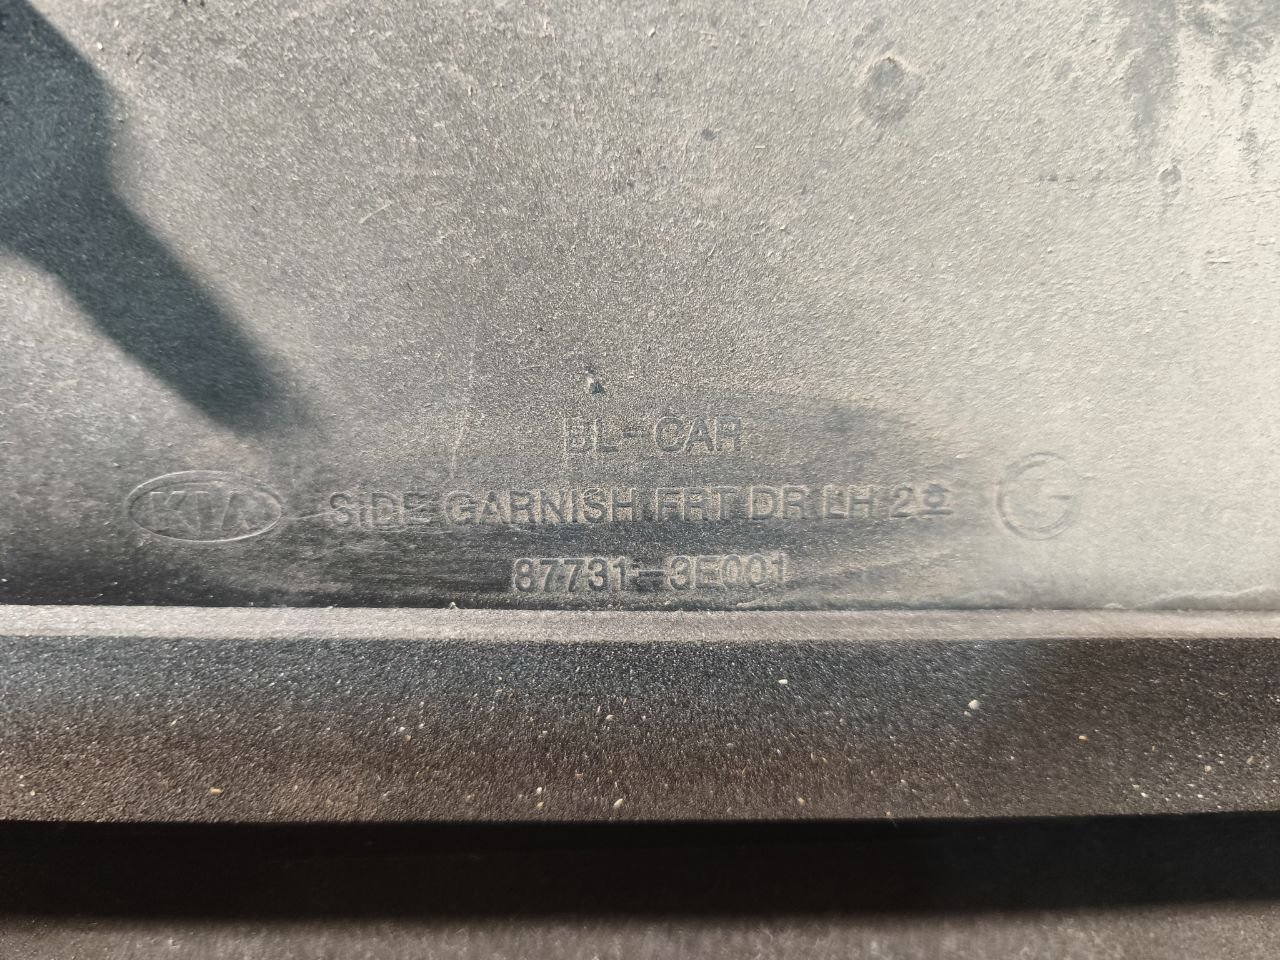 BL-CAR
KIA SIDE GARNISH FRT DR LH 2호 G
87731-3E001